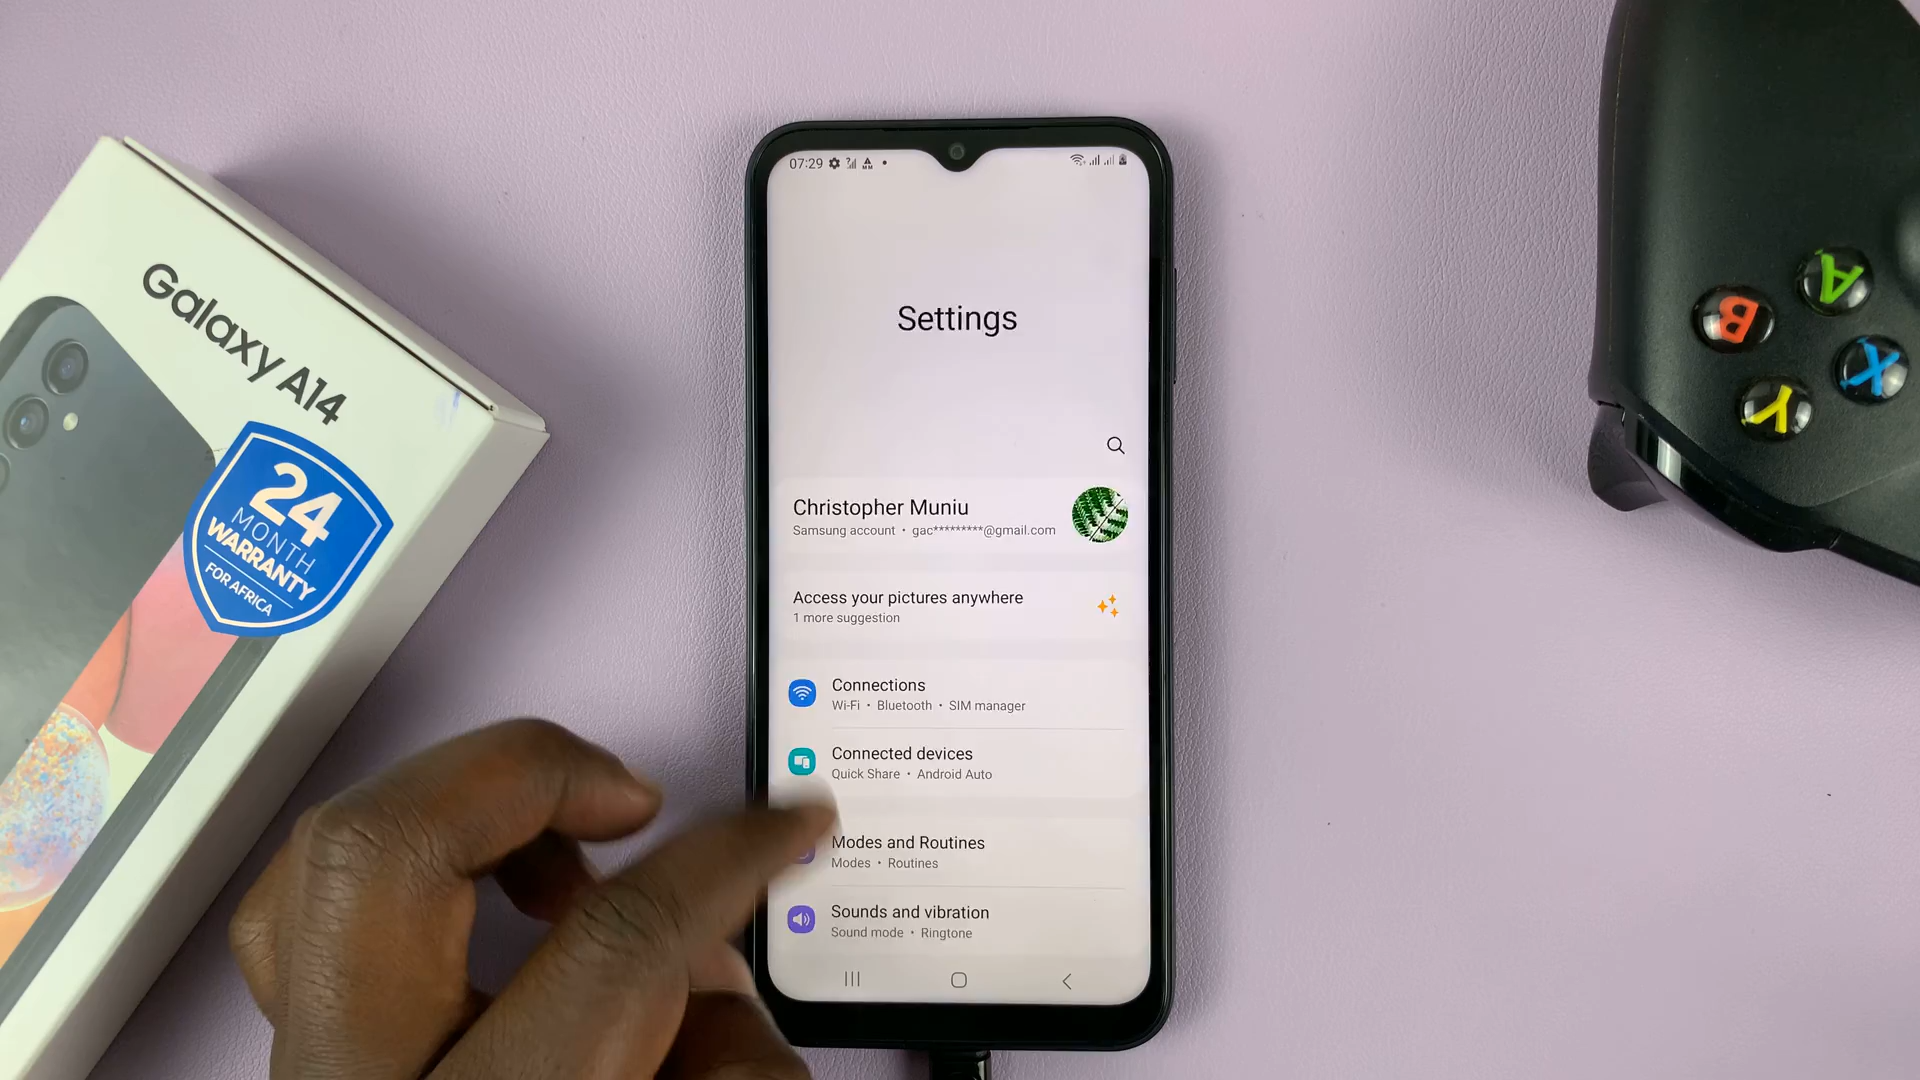 Galaxy A14
24
MONTH
WARRANTY
FOR AFRICA
07:29
Settings
Christopher Muniu
Samsung account • gac*********@gmail.com
Access your pictures anywhere
1 more suggestion
Connections
Wi-Fi • Bluetooth • SIM manager
Connected devices
Quick Share • Android Auto
Modes and Routines
Modes • Routines
Sounds and vibration
Sound mode • Ringtone
A
B
X
Y